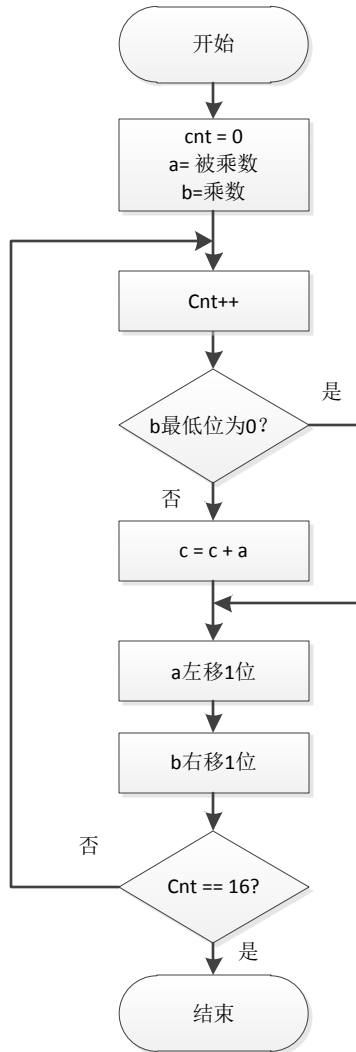 开始
cnt = 0
a= 被乘数
b=乘数
Cnt++
是
b最低位为0？
否
c = c + a
a左移1位
b右移1位
否
Cnt == 16?
是
结束